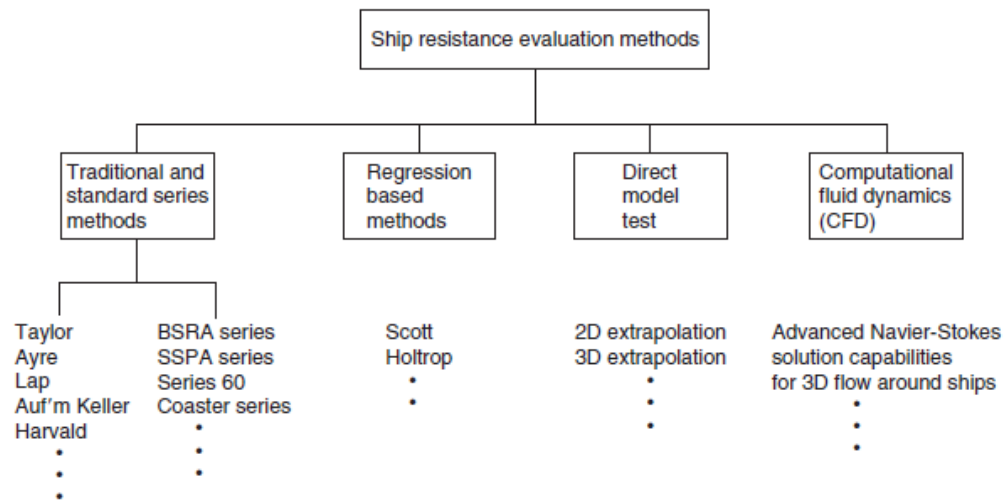 Ship resistance evaluation methods
Traditional and
standard series
methods
Regression
based
methods
Direct
model
test
Computational
fluid dynamics
(CFD)
Taylor
Ayre
Lap
Auf'm Keller
Harvald
BSRA series
SSPA series
Series 60
Coaster series
Scott
Holtrop
2D extrapolation
3D extrapolation
Advanced Navier-Stokes
solution capabilities
for 3D flow around ships